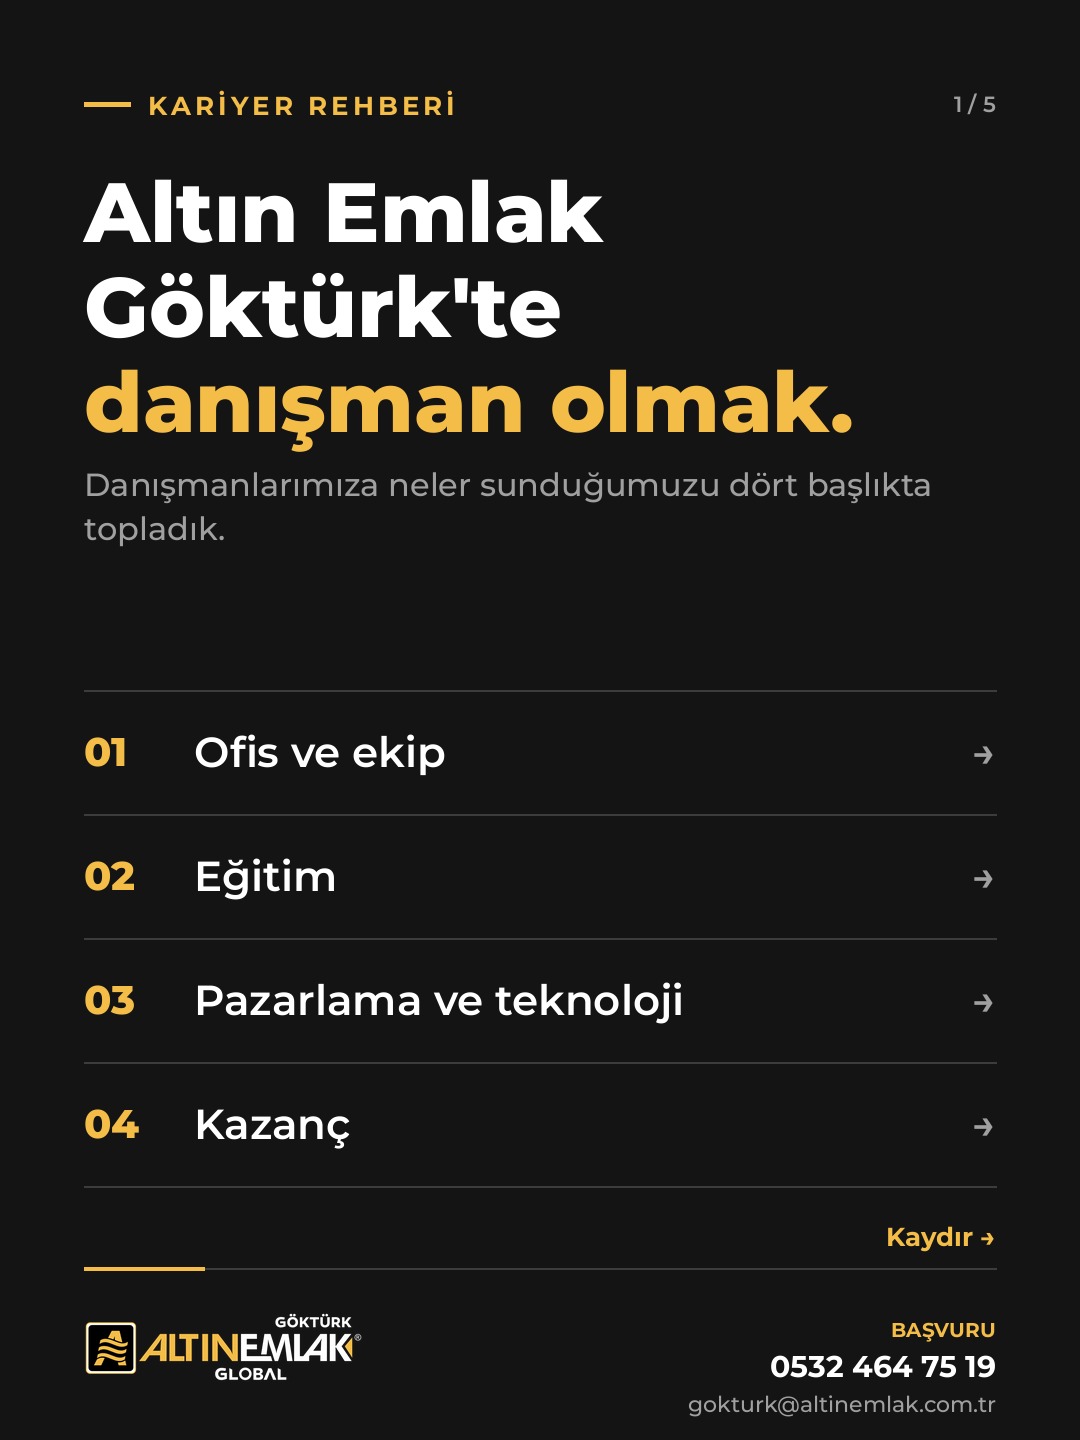 KARİYER REHBERİ
1 / 5
Altın Emlak
Göktürk'te
danışman olmak.
Danışmanlarımıza neler sunduğumuzu dört başlıkta
topladık.
01 Ofis ve ekip →
02 Eğitim →
03 Pazarlama ve teknoloji →
04 Kazanç →
Kaydır →
GÖKTÜRK
ALTINEMLAK®
GLOBAL
BAŞVURU
0532 464 75 19
gokturk@altinemlak.com.tr